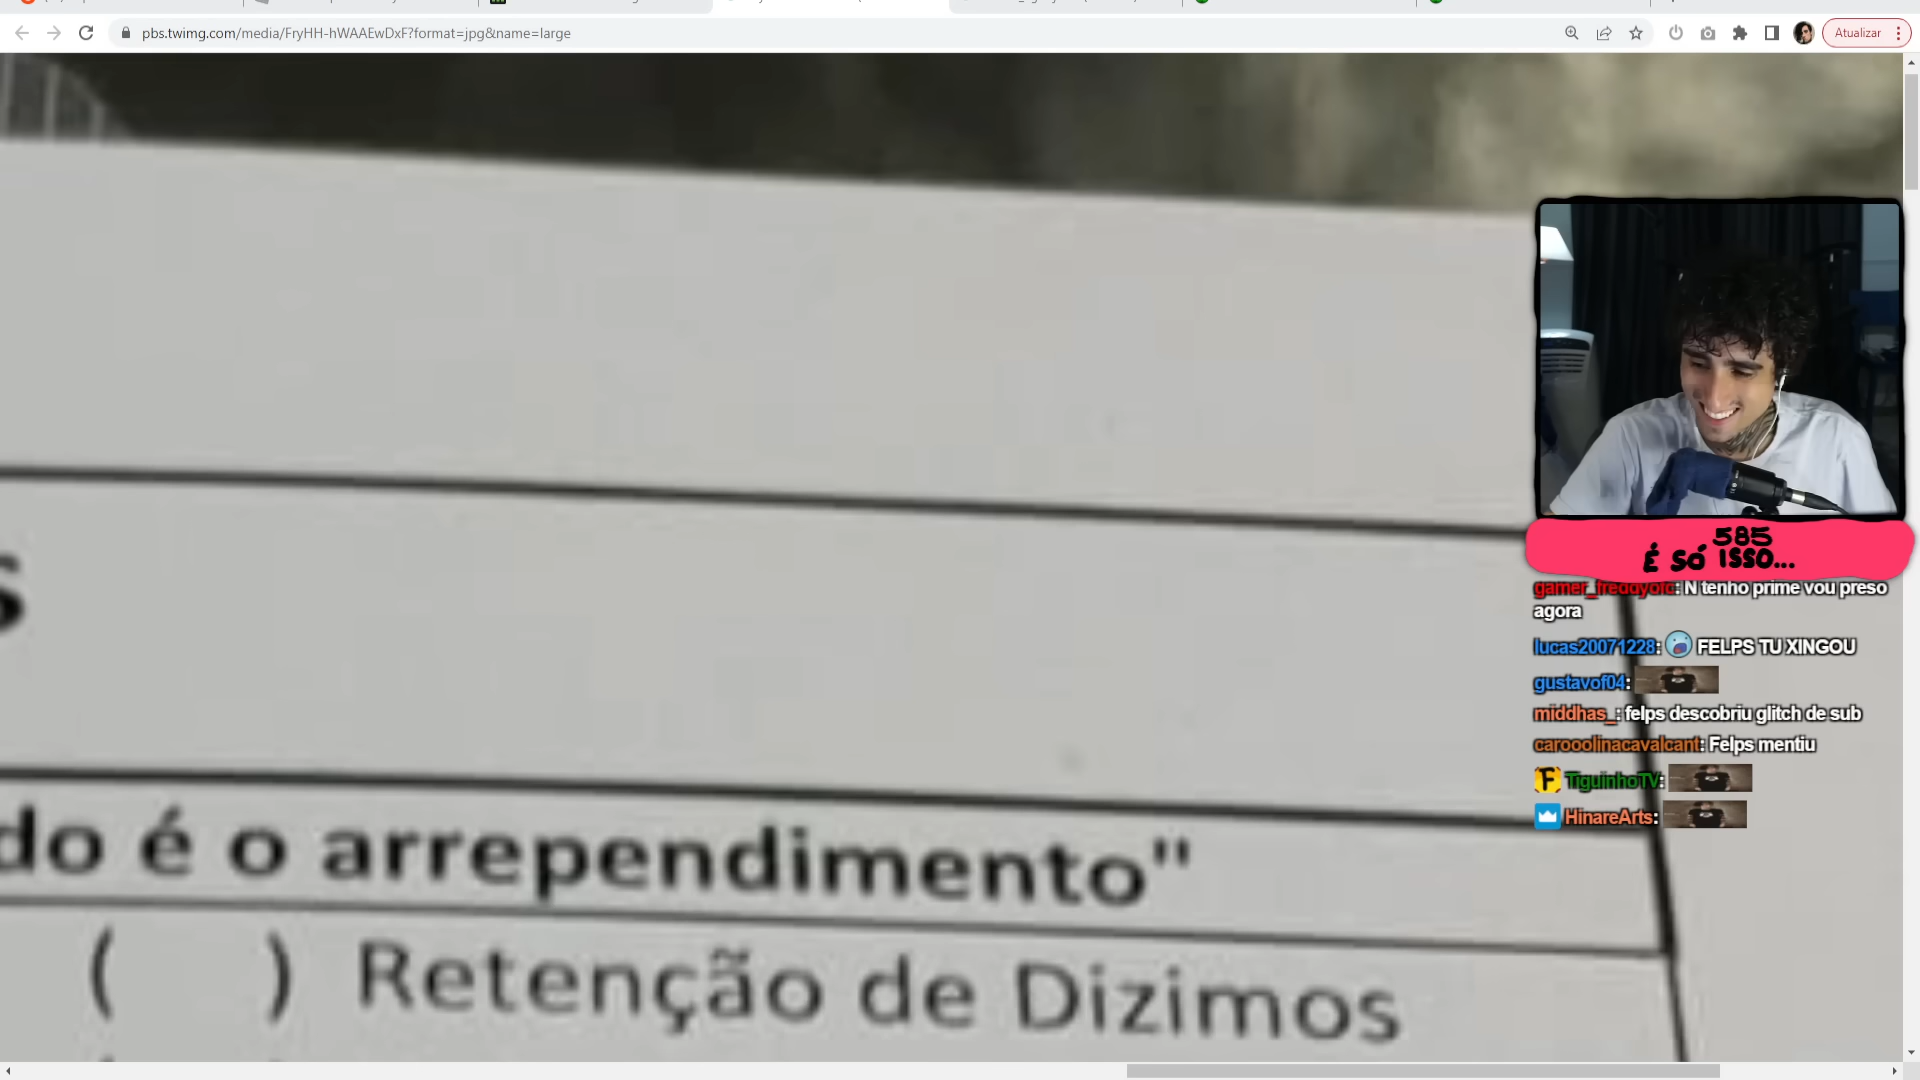 pbs.twimg.com/media/FryHH-hWAAEwDxF?format=jpg&name=large
Atualizar
do é o arrependimento"
( ) Retenção de Dizimos
585
É SÓ ISSO...
: N tenho prime vou preso
agora
lucas20071228: FELPS TU XINGOU
gustavof04:
middhas_: felps descobriu glitch de sub
carooolinacavalcant: Felps mentiu
TiguinhoTV:
HinareArts: